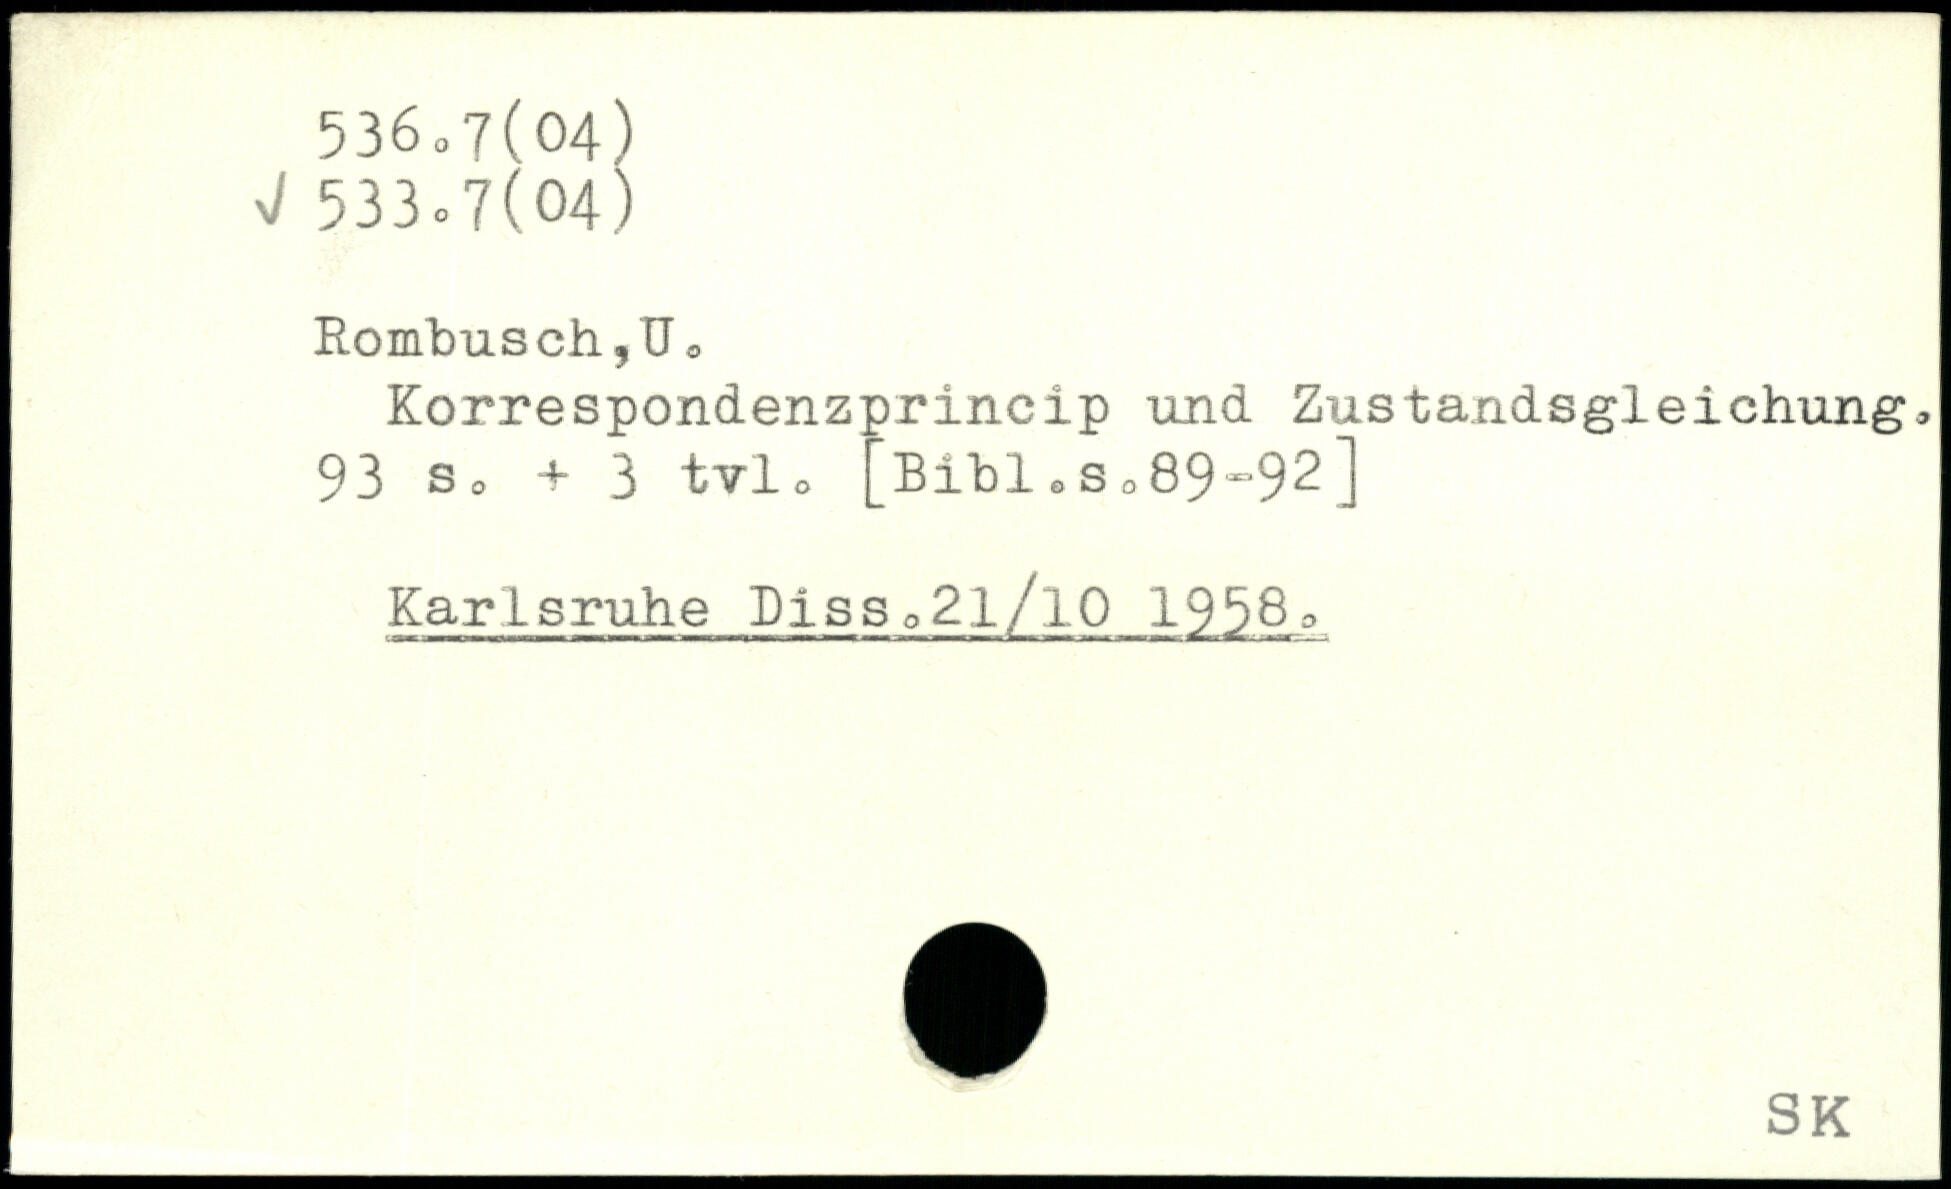 536.7(04)
✓ 533.7(04)
Rombusch,U.
Korrespondenzprincip und Zustandsgleichung.
93 s. + 3 tvl. [Bibl.s.89-92]
Karlsruhe Diss.21/10 1958.
SK